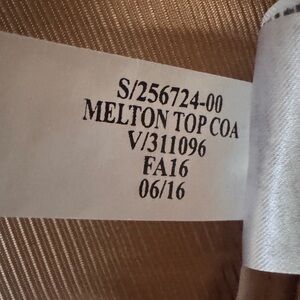 S/256724-00
MELTON TOP COA
V/311096
FA16
06/16